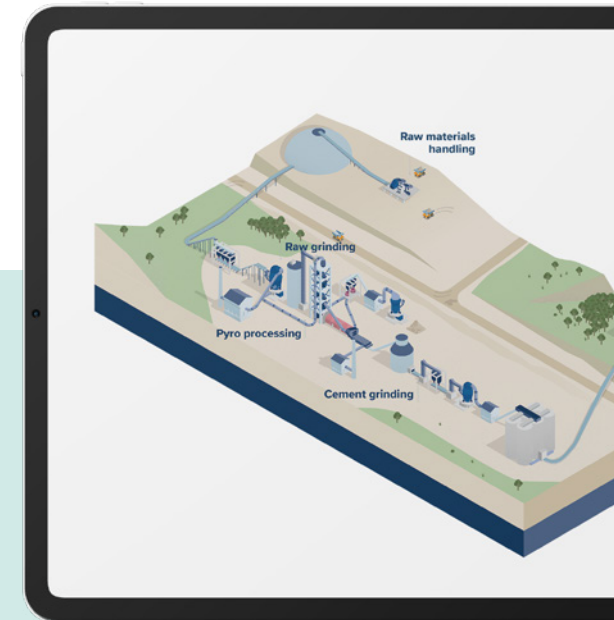 Raw materials
handling
Raw grinding
Pyro processing
Cement grinding